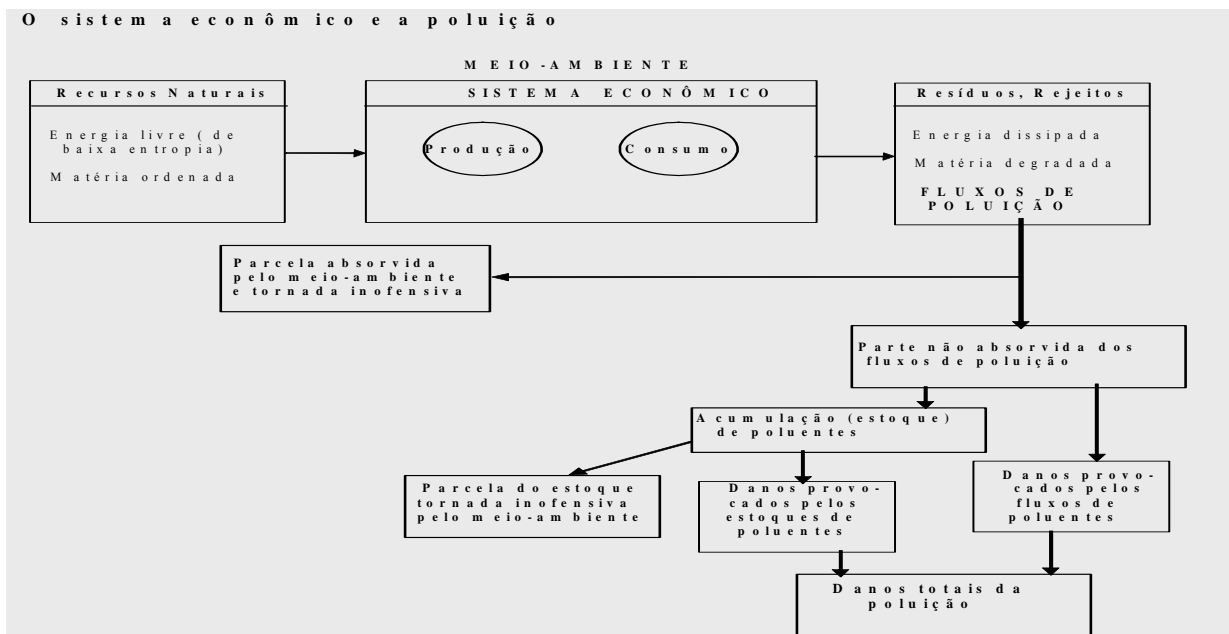 O sistema econômico e a poluição
MEIO-AMBIENTE
Recursos Naturais
Energia livre (de
baixa entropia)
Matéria ordenada
SISTEMA ECONÔMICO
Produção
Consumo
Resíduos, Rejeitos
Energia dissipada
Matéria degradada
FLUXOS DE
POLUIÇÃO
Parcela absorvida
pelo meio-ambiente
e tornada inofensiva
Parte não absorvida dos
fluxos de poluição
Acumulação (estoque)
de poluentes
Parcela do estoque
tornada inofensiva
pelo meio-ambiente
Danos provo-
cados pelos
estoques de
poluentes
Danos provo-
cados pelos
fluxos de
poluentes
Danos totais da
poluição